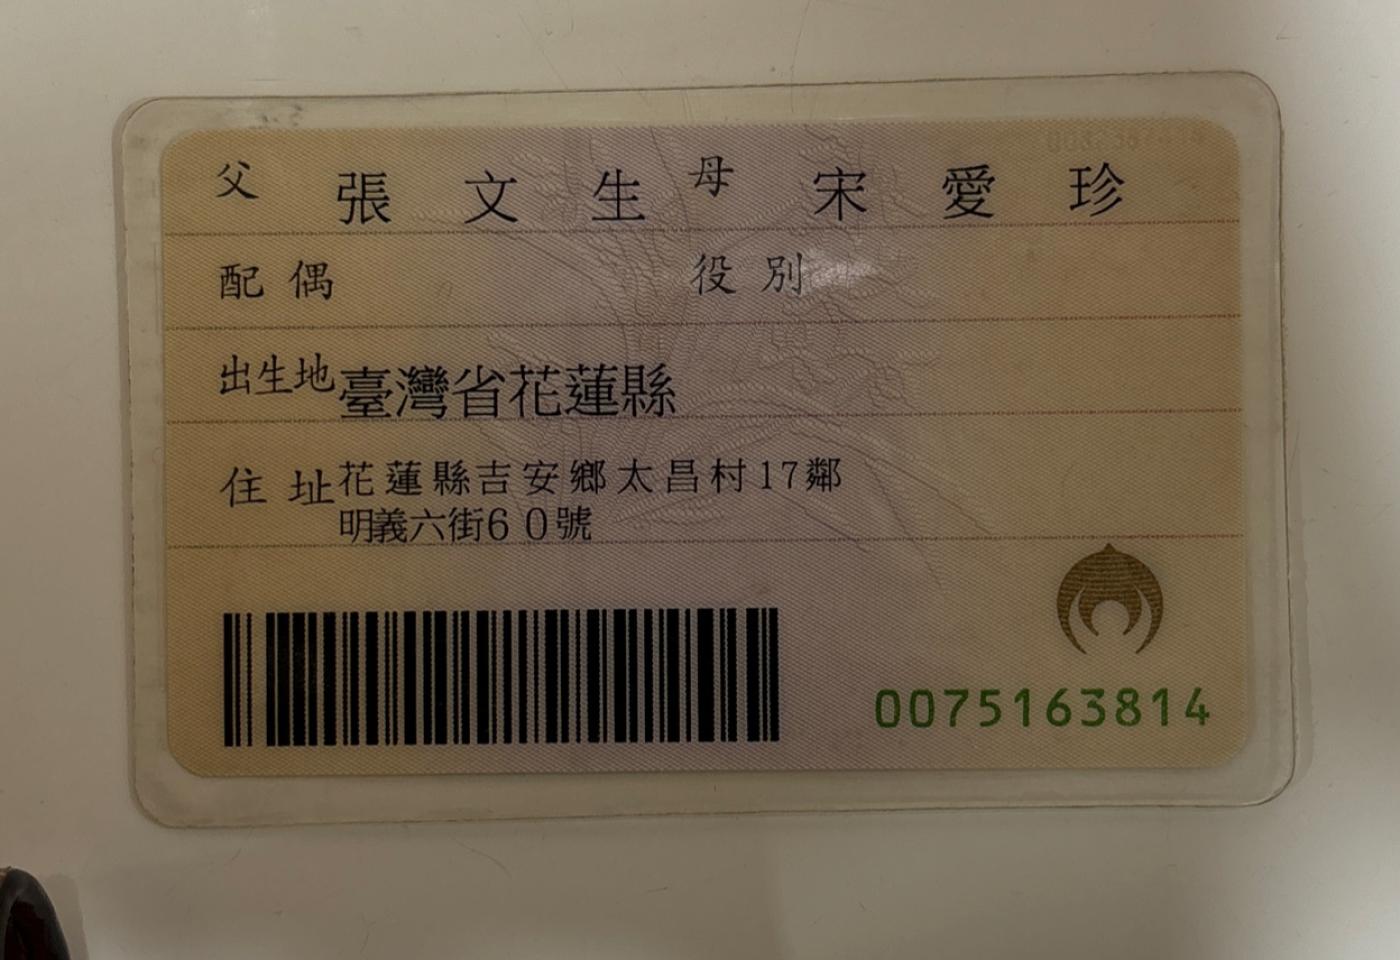 父 張文生 母 宋愛珍
配偶 役別
出生地 臺灣省花蓮縣
住址 花蓮縣吉安鄉太昌村17鄰
明義六街60號
0075163814